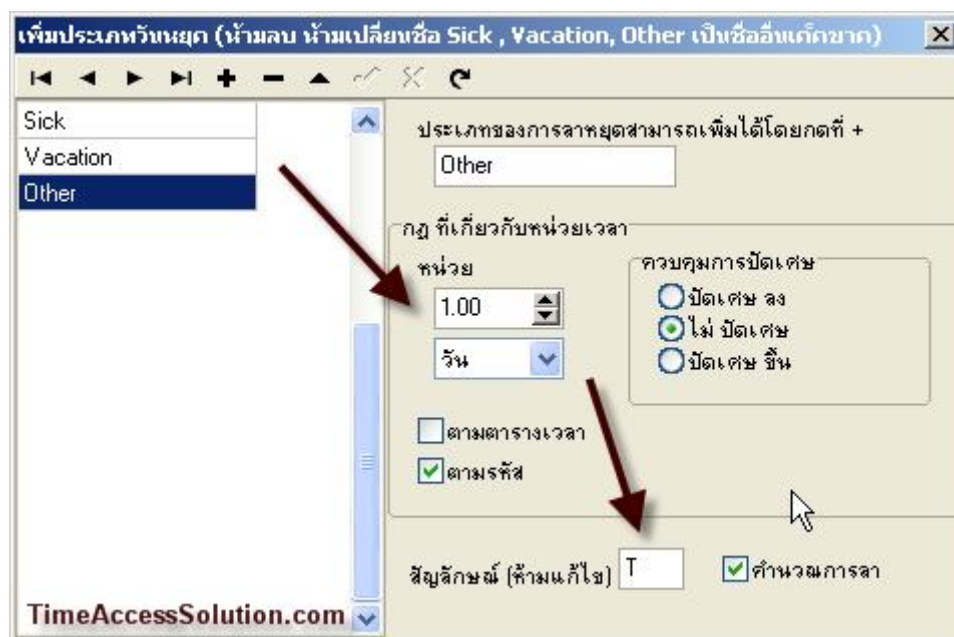 เพิ่มประเภทวันหยุด (ห้ามลบ ห้ามเปลี่ยนชื่อ Sick , Vacation, Other เป็นชื่ออื่นเด็ดขาด)
Sick
Vacation
Other
ประเภทของการลาหยุดสามารถเพิ่มได้โดยกดที่ +
Other
กฎ ที่เกี่ยวกับหน่วยเวลา
หน่วย
1.00
วัน
ควบคุมการปัดเศษ
ปัดเศษ ลง
ไม่ ปัดเศษ
ปัดเศษ ขึ้น
ตามตารางเวลา
ตามรหัส
สัญลักษณ์ (ห้ามแก้ไข) T
คำนวณการลา
TimeAccessSolution.com